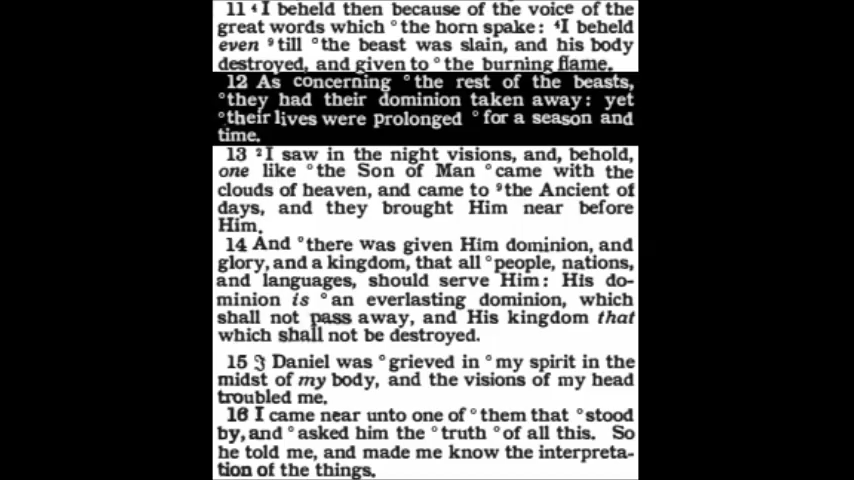 11 ⁴I beheld then because of the voice of the
great words which °the horn spake: ⁴I beheld
even ⁹till °the beast was slain, and his body
destroyed, and given to °the burning flame.
12 As concerning °the rest of the beasts,
°they had their dominion taken away: yet
°their lives were prolonged °for a season and
time.
13 ²I saw in the night visions, and, behold,
one like °the Son of Man °came with the
clouds of heaven, and came to ⁹the Ancient of
days, and they brought Him near before
Him.
14 And °there was given Him dominion, and
glory, and a kingdom, that all °people, nations,
and languages, should serve Him: His do-
minion is °an everlasting dominion, which
shall not pass away, and His kingdom that
which shall not be destroyed.
15 ℑ Daniel was °grieved in °my spirit in the
midst of my body, and the visions of my head
troubled me.
16 I came near unto one of °them that °stood
by, and °asked him the °truth °of all this. So
he told me, and made me know the interpreta-
tion of the things.